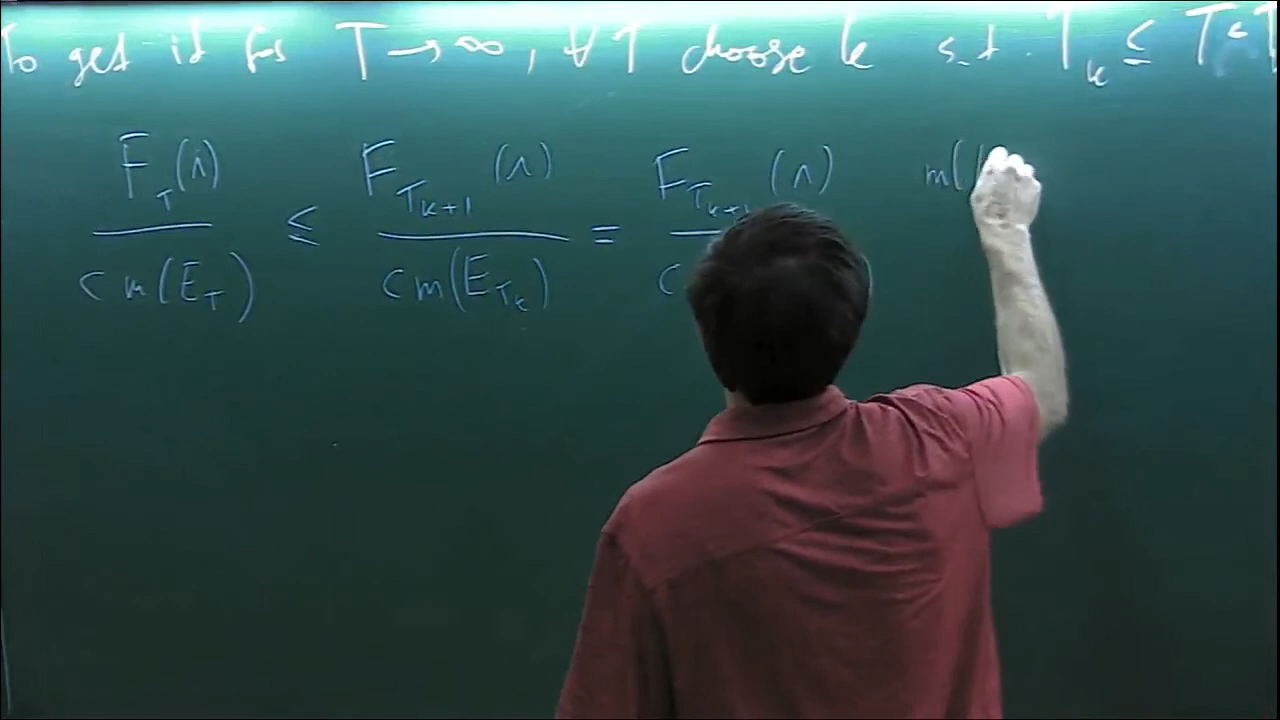 To get it for T → ∞, ∀T choose k s.t. T_k ≤ T < T
F_T(Λ) / c m(E_T) ≤ F_{T_{k+1}}(Λ) / c m(E_{T_k}) = F_{T_{k+1}}(Λ) / c m(